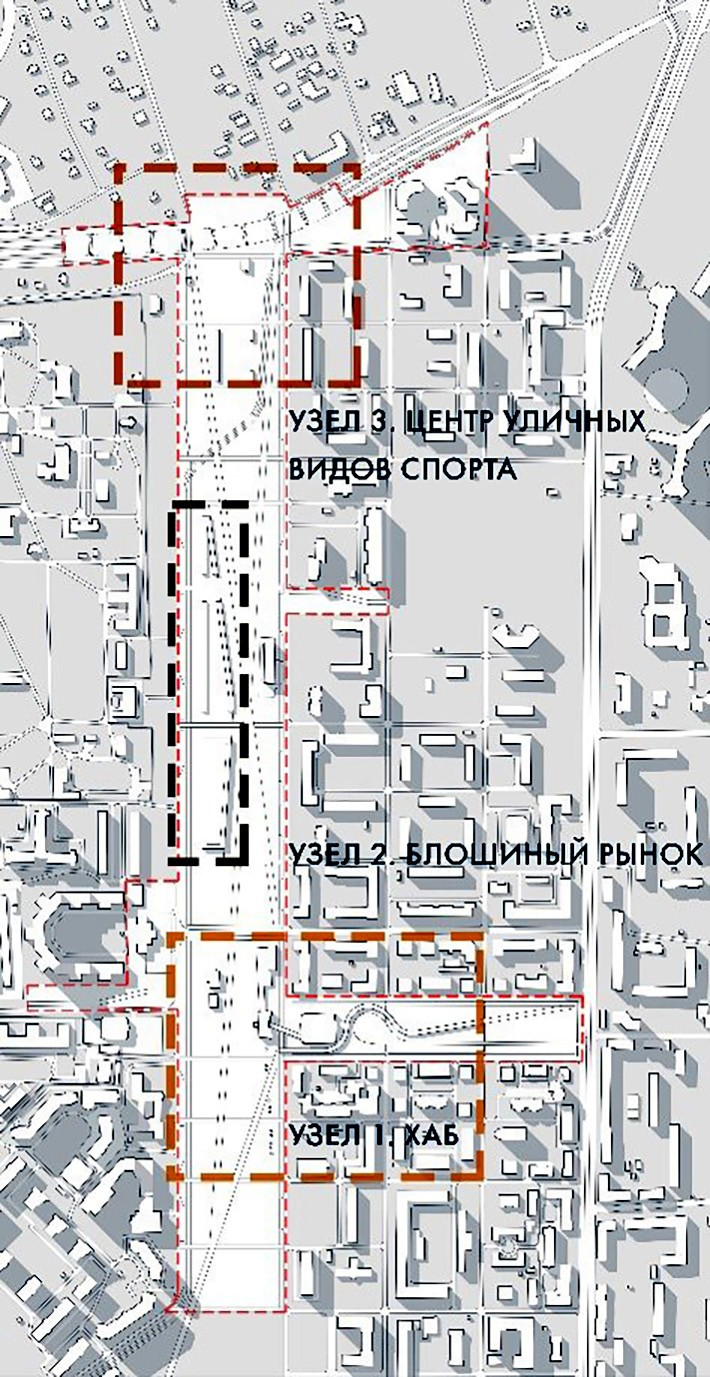 УЗЕЛ 3. ЦЕНТР УЛИЧНЫХ
ВИДОВ СПОРТА
УЗЕЛ 2. БЛОШИНЫЙ РЫНОК
УЗЕЛ 1. ХАБ